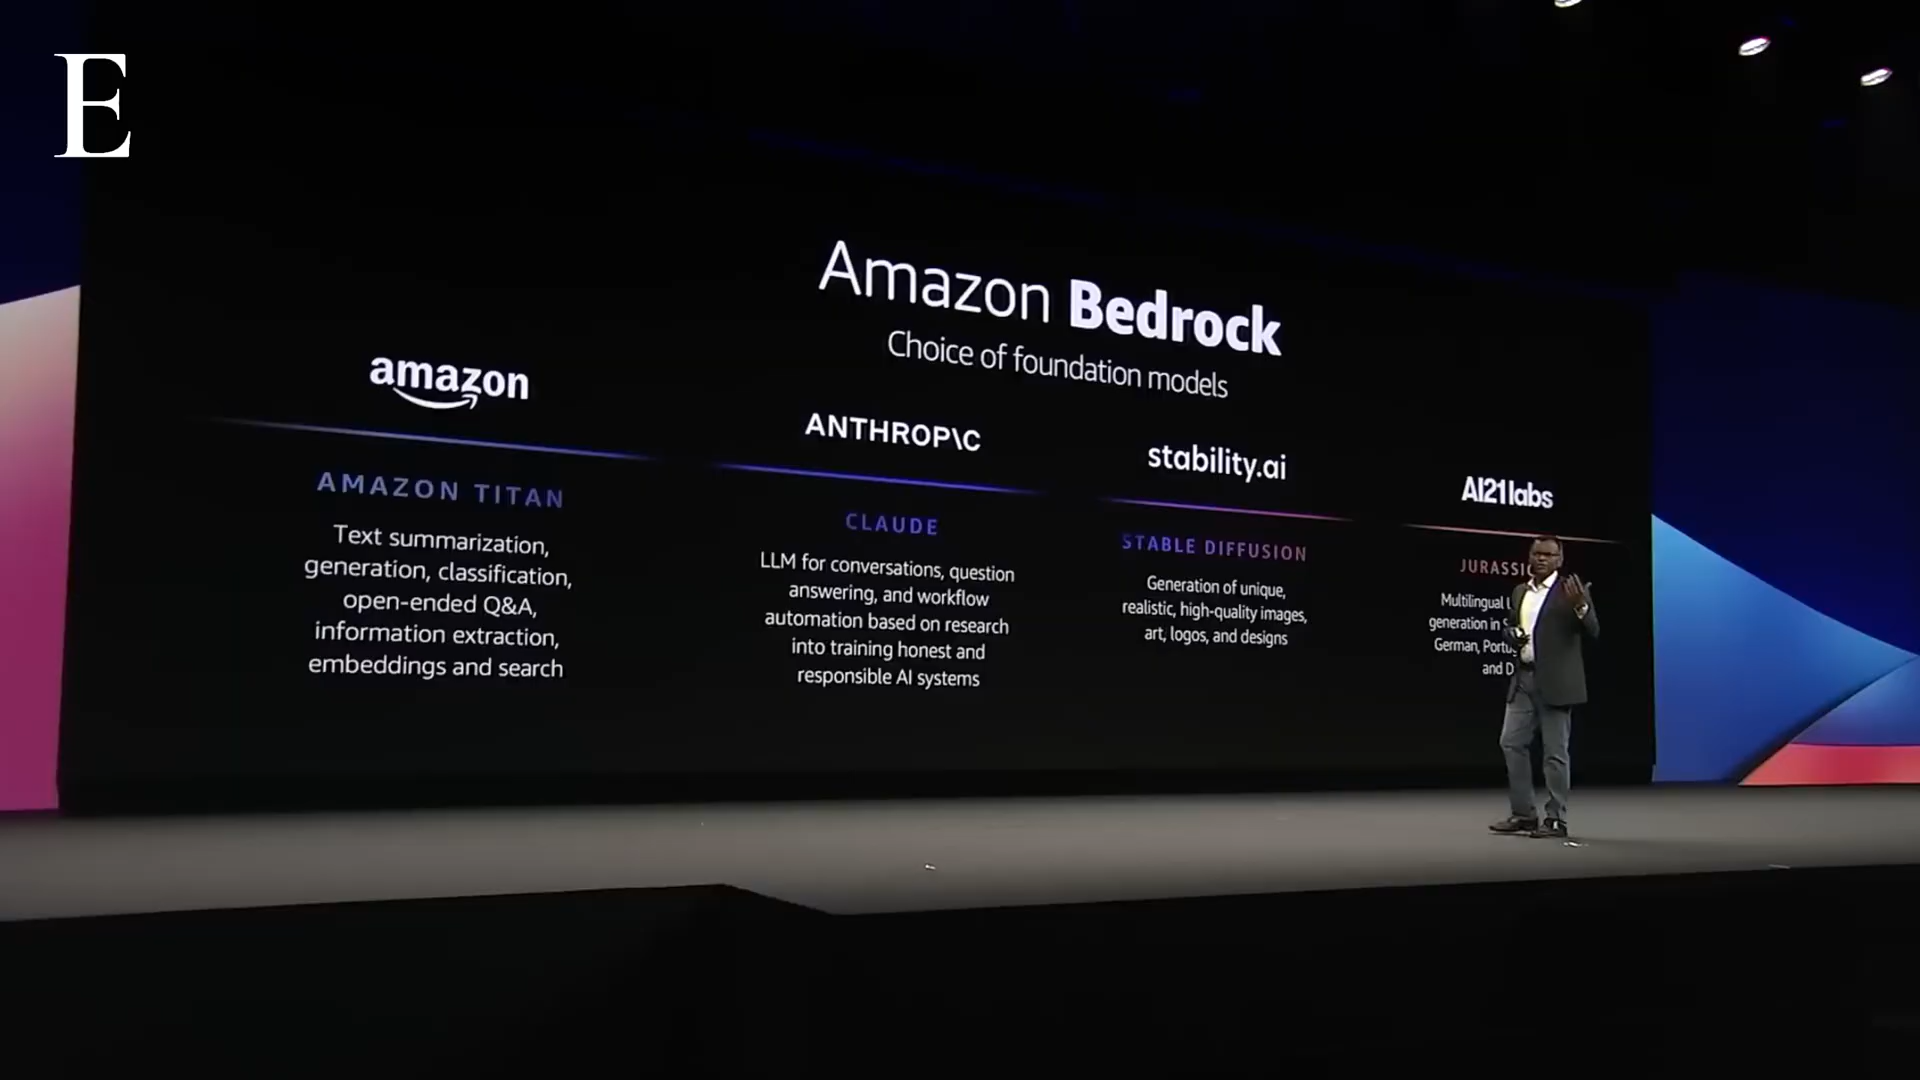 E
Amazon Bedrock
Choice of foundation models
amazon
AMAZON TITAN
Text summarization,
generation, classification,
open-ended Q&A,
information extraction,
embeddings and search
ANTHROP\C
CLAUDE
LLM for conversations, question
answering, and workflow
automation based on research
into training honest and
responsible AI systems
stability.ai
STABLE DIFFUSION
Generation of unique,
realistic, high-quality images,
art, logos, and designs
AI21labs
Multilingual
generation in
German,
and